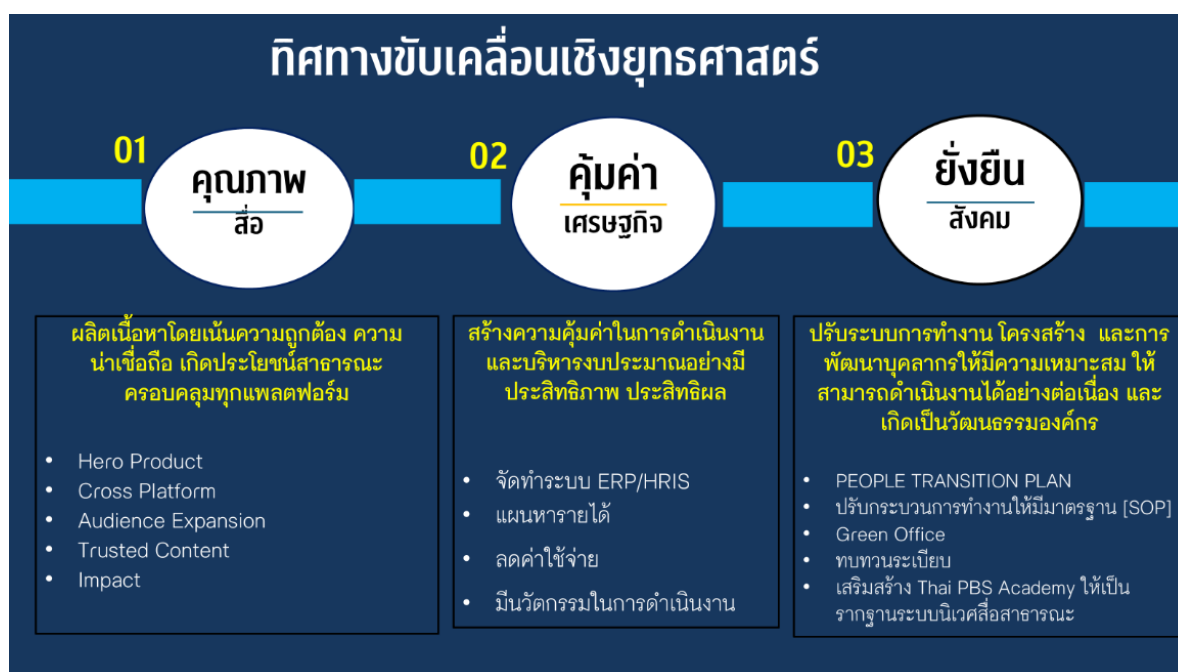 ทิศทางขับเคลื่อนเชิงยุทธศาสตร์
01
คุณภาพ
สื่อ
ผลิตเนื้อหาโดยเน้นความถูกต้อง ความ
น่าเชื่อถือ เกิดประโยชน์สาธารณะ
ครอบคลุมทุกแพลตฟอร์ม
• Hero Product
• Cross Platform
• Audience Expansion
• Trusted Content
• Impact
02
คุ้มค่า
เศรษฐกิจ
สร้างความคุ้มค่าในการดำเนินงาน
และบริหารงบประมาณอย่างมี
ประสิทธิภาพ ประสิทธิผล
• จัดทำระบบ ERP/HRIS
• แผนหารายได้
• ลดค่าใช้จ่าย
• มีนวัตกรรมในการดำเนินงาน
03
ยั่งยืน
สังคม
ปรับระบบการทำงาน โครงสร้าง และการ
พัฒนาบุคลากรให้มีความเหมาะสม ให้
สามารถดำเนินงานได้อย่างต่อเนื่อง และ
เกิดเป็นวัฒนธรรมองค์กร
• PEOPLE TRANSITION PLAN
• ปรับกระบวนการทำงานให้มีมาตรฐาน [SOP]
• Green Office
• ทบทวนระเบียบ
• เสริมสร้าง Thai PBS Academy ให้เป็น
รากฐานระบบนิเวศสื่อสาธารณะ